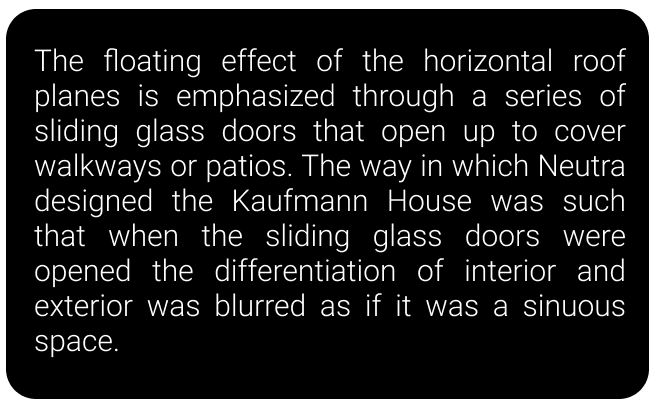 The floating effect of the horizontal roof
planes is emphasized through a series of
sliding glass doors that open up to cover
walkways or patios. The way in which Neutra
designed the Kaufmann House was such
that when the sliding glass doors were
opened the differentiation of interior and
exterior was blurred as if it was a sinuous
space.